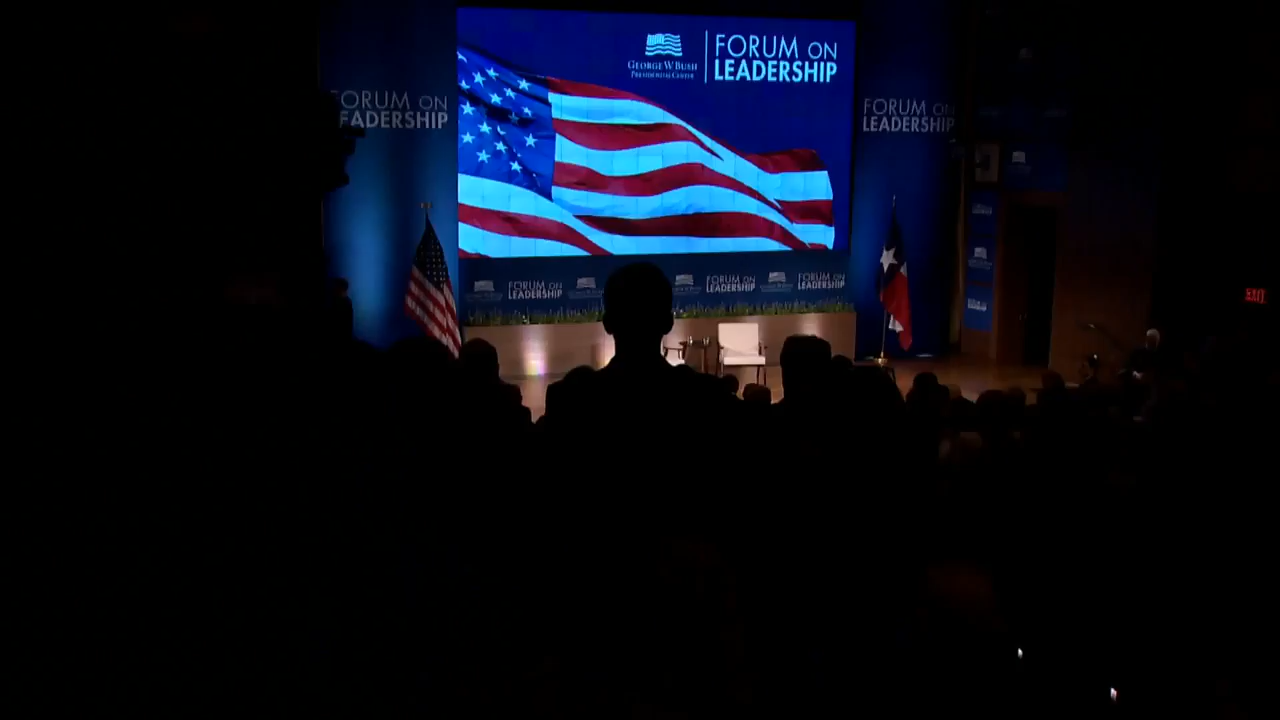 GEORGE W BUSH
PRESIDENTIAL CENTER
FORUM ON
LEADERSHIP
FORUM ON
LEADERSHIP
FORUM ON
LEADERSHIP
FORUM ON
LEADERSHIP
FORUM ON
LEADERSHIP
FORUM ON
LEADERSHIP
EXIT